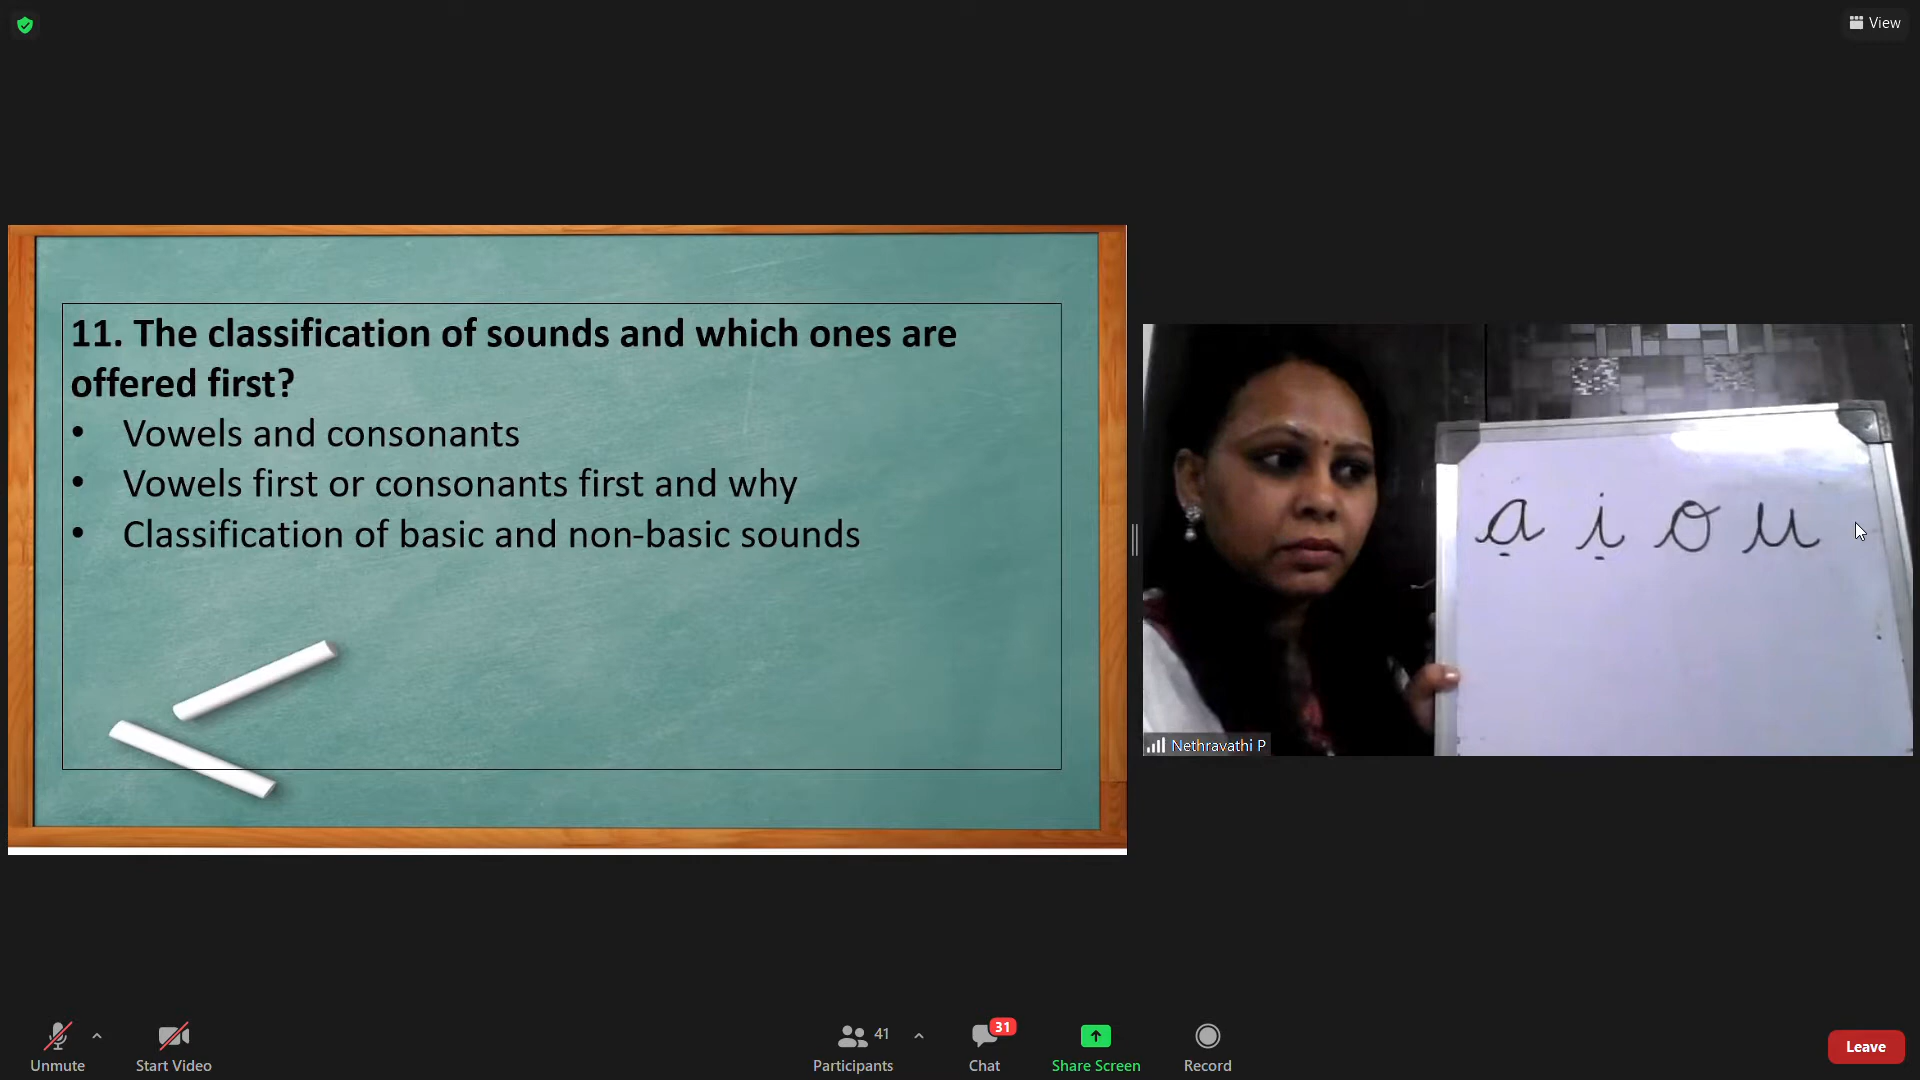 View
11. The classification of sounds and which ones are
offered first?
• Vowels and consonants
• Vowels first or consonants first and why
• Classification of basic and non-basic sounds
a i o u
Nethravathi P
Unmute
Start Video
41
Participants
31
Chat
Share Screen
Record
Leave